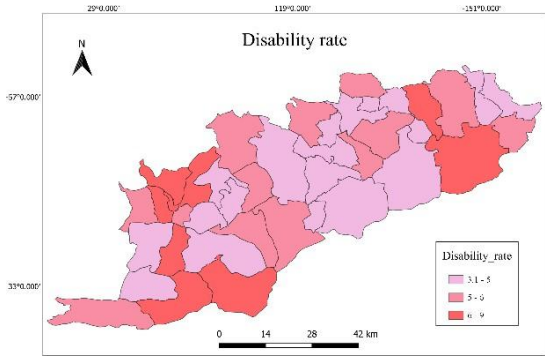 29°0.000' 119°0.000' -151°0.000'
Disability rate
N
-57°0.000'
33°0.000'
Disability_rate
3.1 - 5
5 - 6
6 - 9
0 14 28 42 km